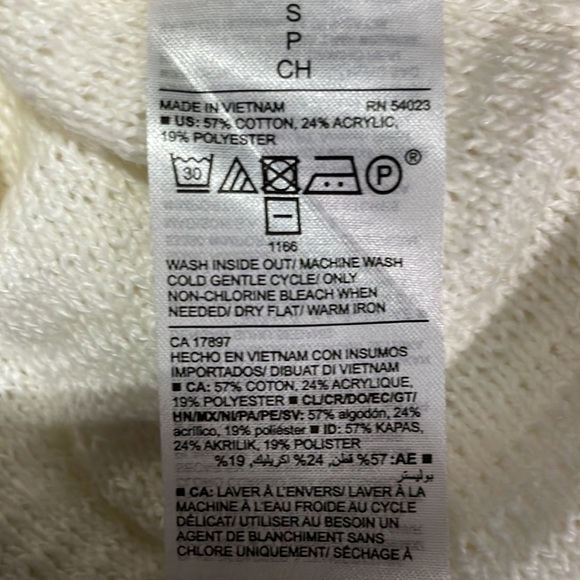 S
P
CH
MADE IN VIETNAM RN 54023
■ US: 57% COTTON, 24% ACRYLIC,
19% POLYESTER
30 P ®
1166
WASH INSIDE OUT/ MACHINE WASH
COLD GENTLE CYCLE/ ONLY
NON-CHLORINE BLEACH WHEN
NEEDED/ DRY FLAT/ WARM IRON
CA 17897
HECHO EN VIETNAM CON INSUMOS
IMPORTADOS/ DIBUAT DI VIETNAM
■ CA: 57% COTON, 24% ACRYLIQUE,
19% POLYESTER ■ CL/CR/DO/EC/GT/
HN/MX/NI/PA/PE/SV: 57% algodón, 24%
acrílico, 19% poliéster ■ ID: 57% KAPAS,
24% AKRILIK, 19% POLISTER
■ AE: 57% قطن, 24% اكريليك, 19%
بوليستر
■ CA: LAVER À L'ENVERS/ LAVER À LA
MACHINE À L'EAU FROIDE AU CYCLE
DÉLICAT/ UTILISER AU BESOIN UN
AGENT DE BLANCHIMENT SANS
CHLORE UNIQUEMENT/ SÉCHAGE À